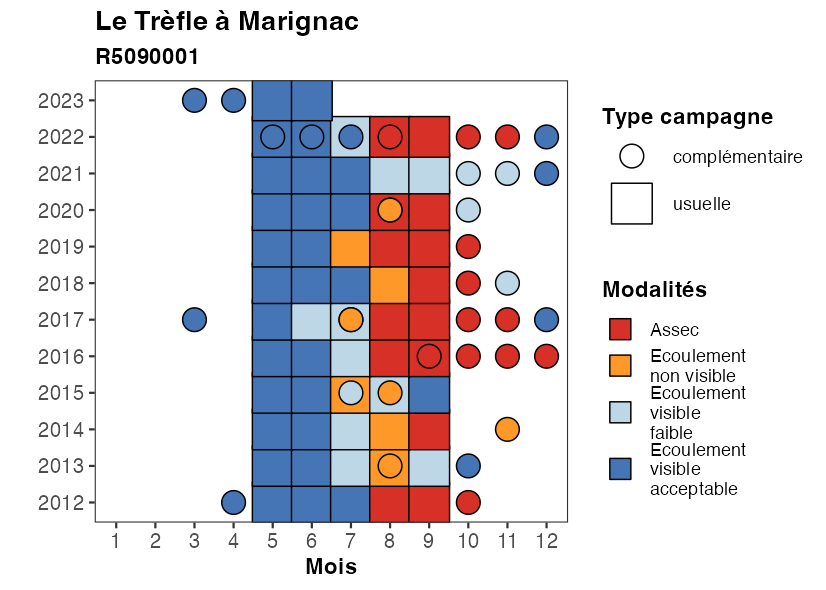 Le Trèfle à Marignac
R5090001
2023
2022
2021
2020
2019
2018
2017
2016
2015
2014
2013
2012
1 2 3 4 5 6 7 8 9 10 11 12
Mois
Type campagne
complémentaire
usuelle
Modalités
Assec
Ecoulement
non visible
Ecoulement
visible
faible
Ecoulement
visible
acceptable